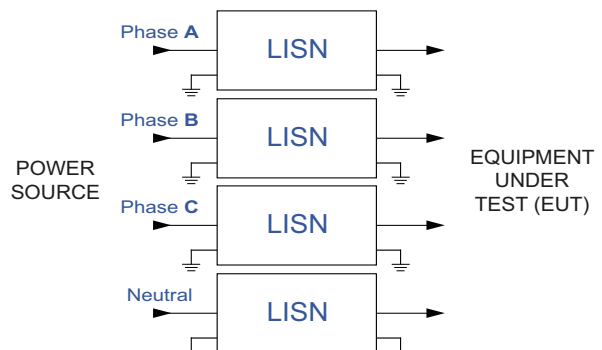 Phase A
LISN
Phase B
LISN
POWER
SOURCE
EQUIPMENT
UNDER
TEST (EUT)
Phase C
LISN
Neutral
LISN